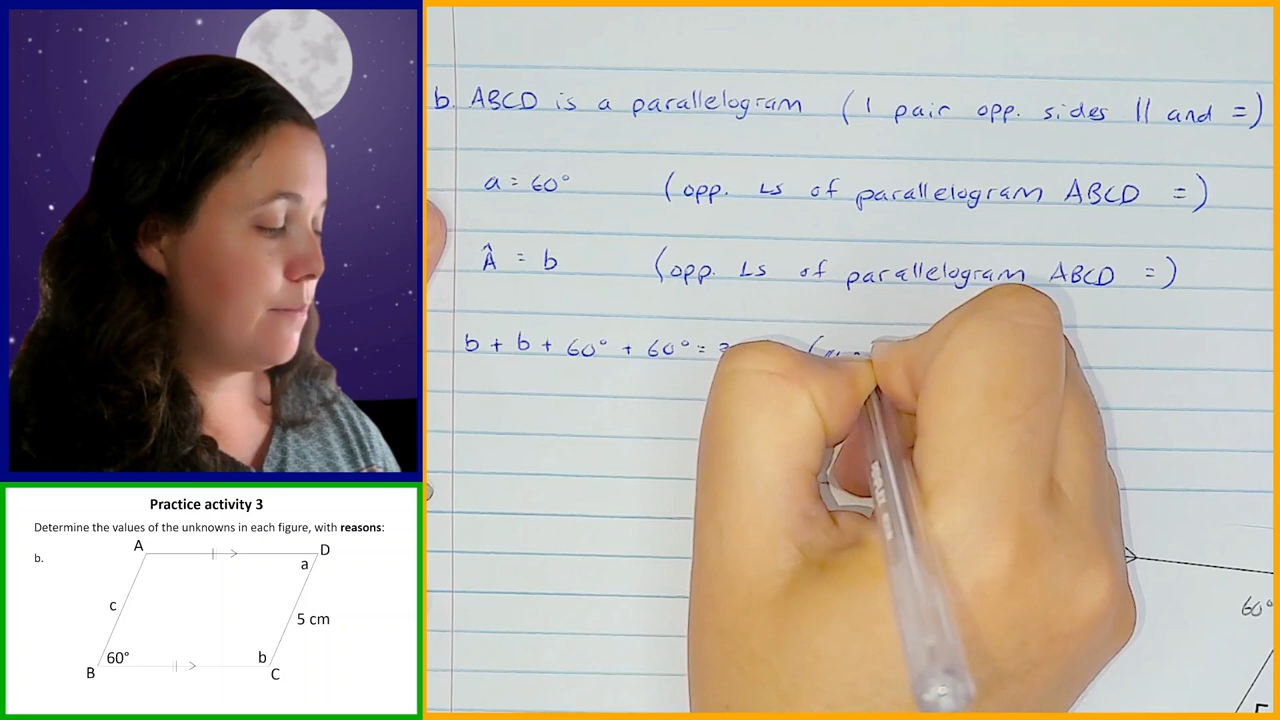 b. ABCD is a parallelogram (1 pair opp. sides || and =)
a = 60° (opp. ∠s of parallelogram ABCD =)
Â = b (opp. ∠s of parallelogram ABCD =)
b + b + 60° + 60° =
Practice activity 3
Determine the values of the unknowns in each figure, with reasons:
b.
A
D
a
c
5 cm
60°
b
B
C
60°